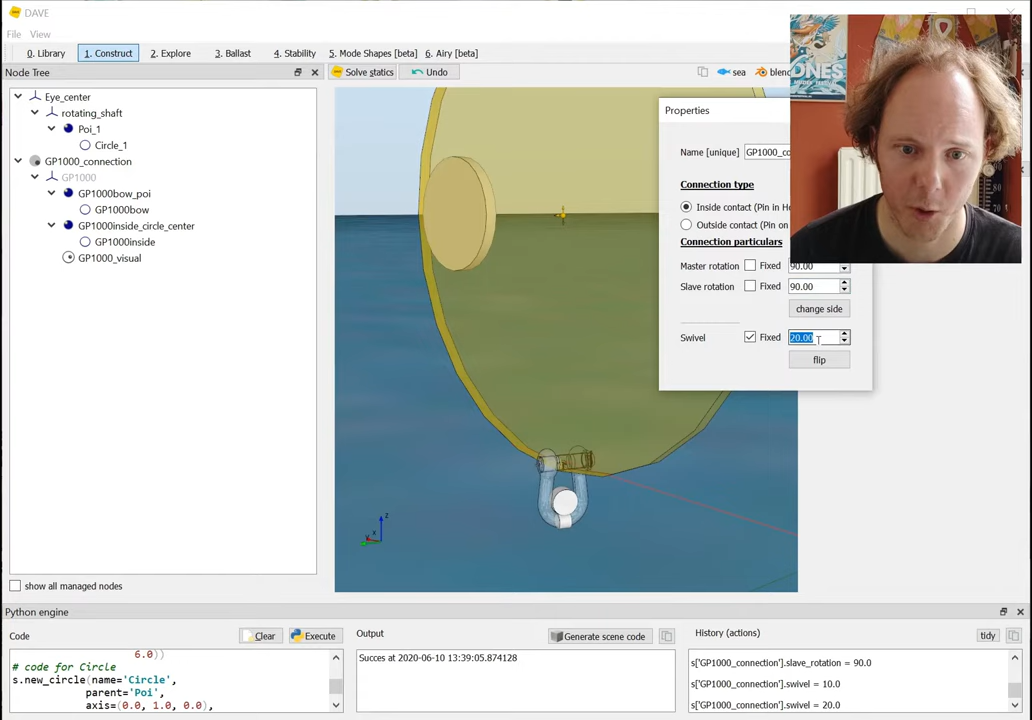 DAVE
File View
0. Library 1. Construct 2. Explore 3. Ballast 4. Stability 5. Mode Shapes [beta] 6. Airy [beta]
Node Tree
Solve statics Undo sea
Eye_center
rotating_shaft
Poi_1
Circle_1
GP1000_connection
GP1000
GP1000bow_poi
GP1000bow
GP1000inside_circle_center
GP1000inside
GP1000_visual
show all managed nodes
Properties
Name [unique] GP1000_co
Connection type
Inside contact (Pin in Ho
Outside contact (Pin on
Connection particulars
Master rotation Fixed 90.00
Slave rotation Fixed 90.00
change side
Swivel Fixed 20.00
flip
ONES
z
x
Python engine
Code Clear Execute
6.0))
# code for Circle
s.new_circle(name='Circle',
parent='Poi',
axis=(0.0, 1.0, 0.0),
Output Generate scene code
Succes at 2020-06-10 13:39:05.874128
History (actions) tidy
s['GP1000_connection'].slave_rotation = 90.0
s['GP1000_connection'].swivel = 10.0
s['GP1000_connection'].swivel = 20.0